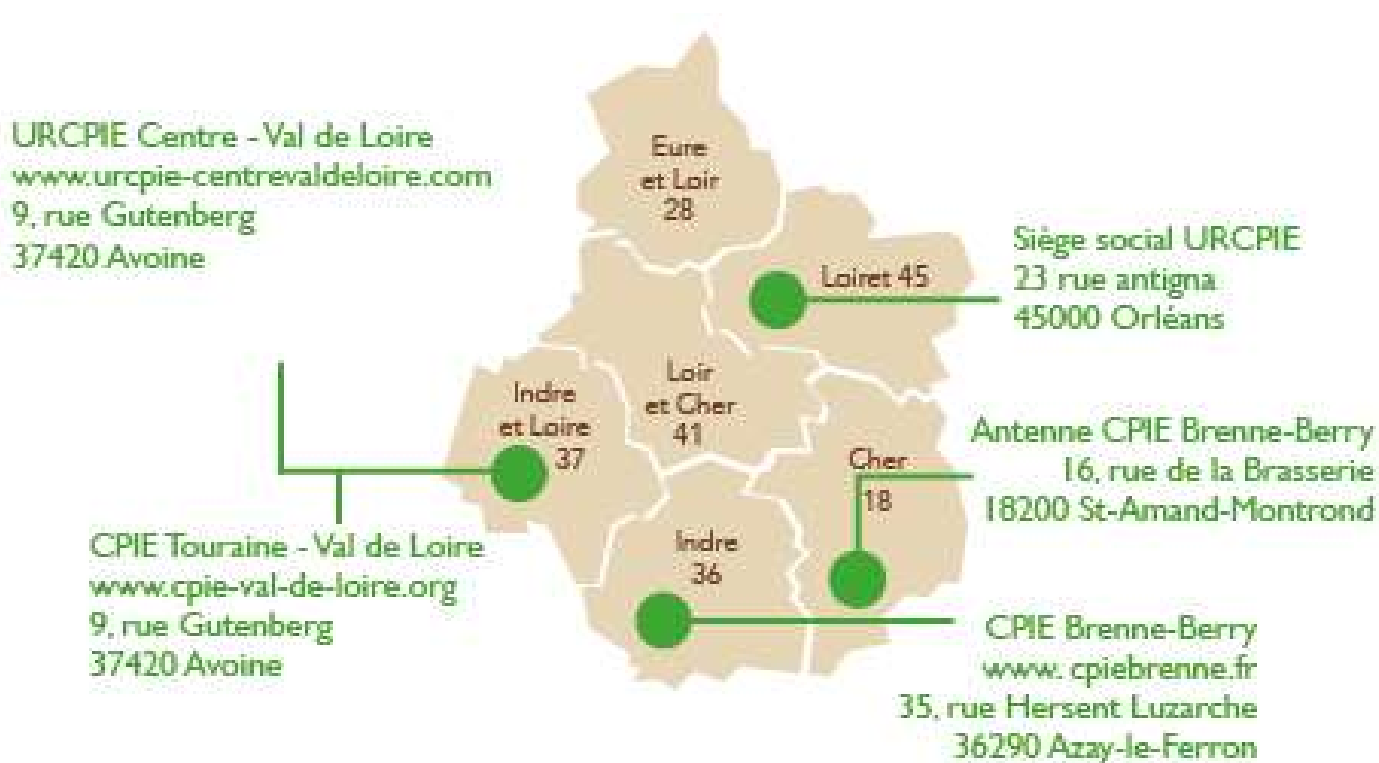 URCPIE Centre - Val de Loire
www.urcpie-centrevaldeloire.com
9, rue Gutenberg
37420 Avoine
Eure
et Loir
28
Loiret 45
Siège social URCPIE
23 rue antigna
45000 Orléans
Loir
et Cher
41
Indre
et Loire
37
Cher
18
Antenne CPIE Brenne-Berry
16, rue de la Brasserie
18200 St-Amand-Montrond
Indre
36
CPIE Touraine - Val de Loire
www.cpie-val-de-loire.org
9, rue Gutenberg
37420 Avoine
CPIE Brenne-Berry
www. cpiebrenne.fr
35, rue Hersent Luzarche
36290 Azay-le-Ferron